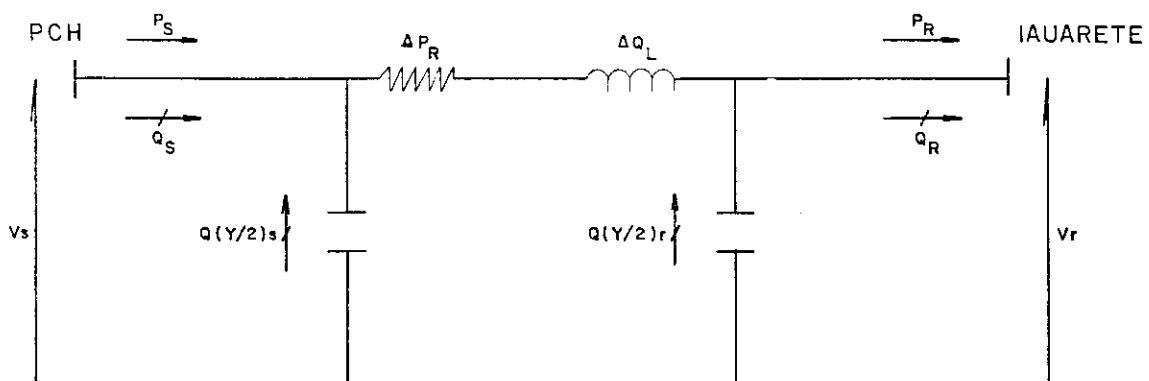 PCH
P_S
Q_S
ΔP_R
ΔQ_L
P_R
Q_R
IAUARETE
Vs
Q(Y/2)s
Q(Y/2)r
Vr